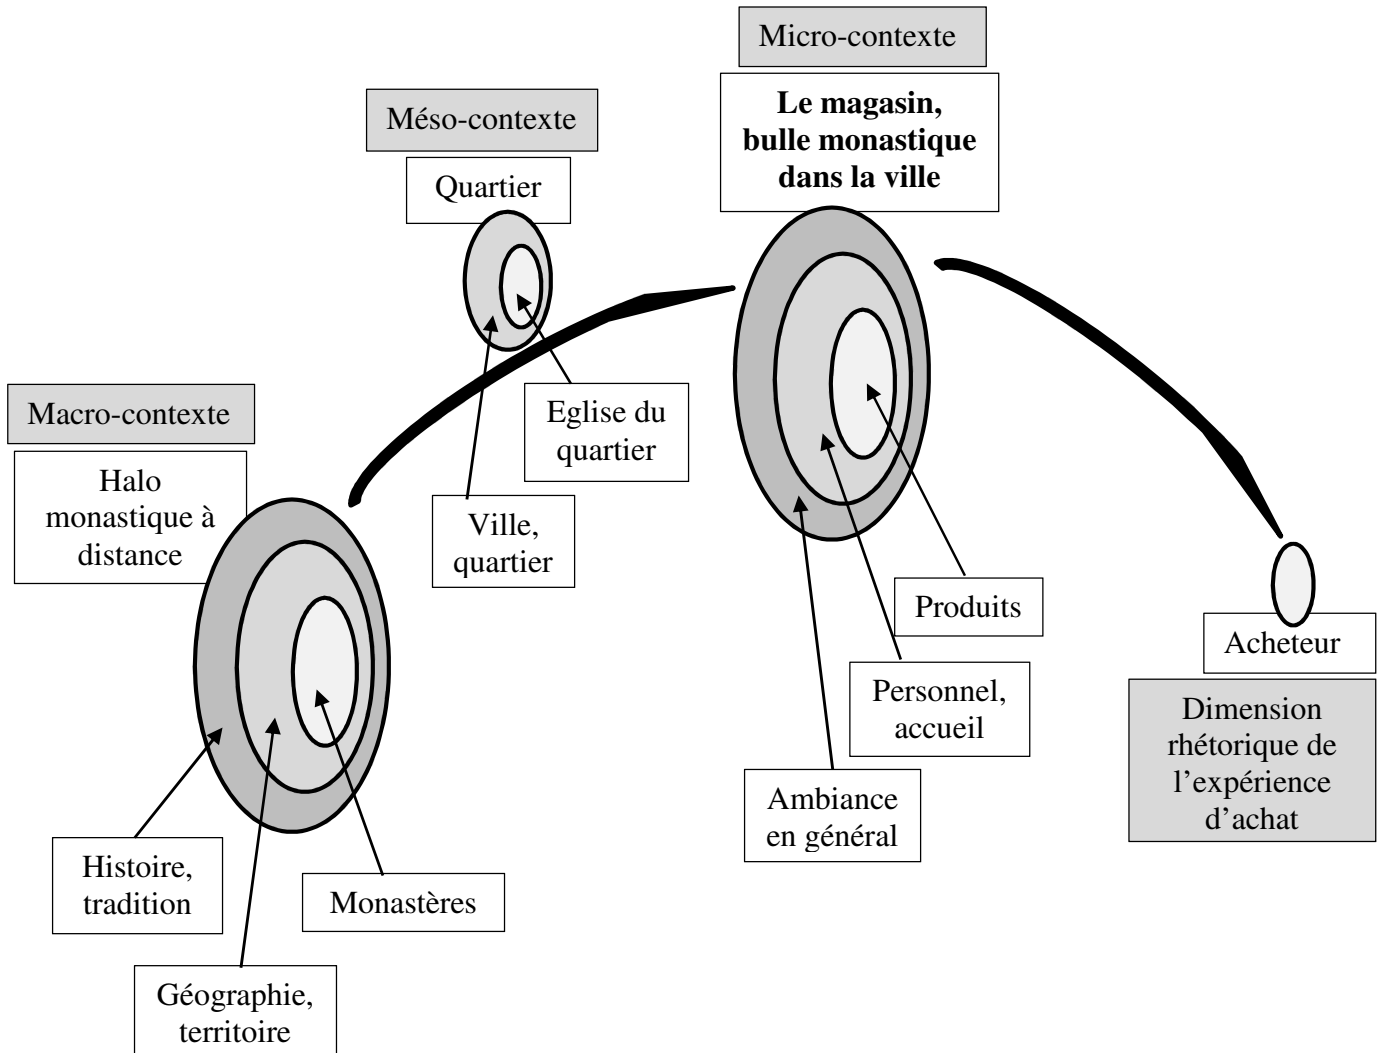 Micro-contexte
Le magasin,
bulle monastique
dans la ville
Méso-contexte
Quartier
Eglise du
quartier
Ville,
quartier
Macro-contexte
Halo
monastique à
distance
Histoire,
tradition
Monastères
Géographie,
territoire
Produits
Personnel,
accueil
Ambiance
en général
Acheteur
Dimension
rhétorique de
l’expérience
d’achat